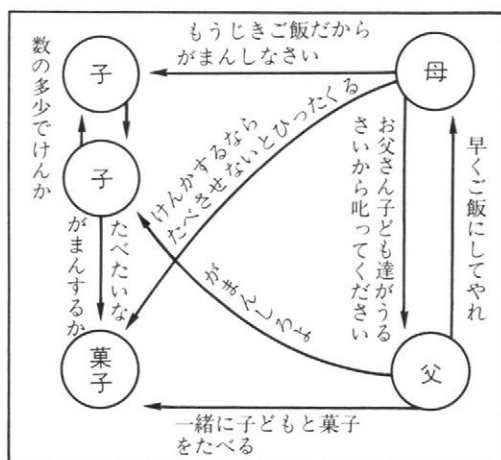 もうじきご飯だから
がまんしなさい
子
母
数の多少でけんか
けんかするなら
たべさせないとひったくる
お父さん子ども達がうる
さいから叱ってください
早くご飯にしてやれ
子
たべたいな
がまんするか
がまんしろよ
菓子
父
一緒に子どもと菓子
をたべる